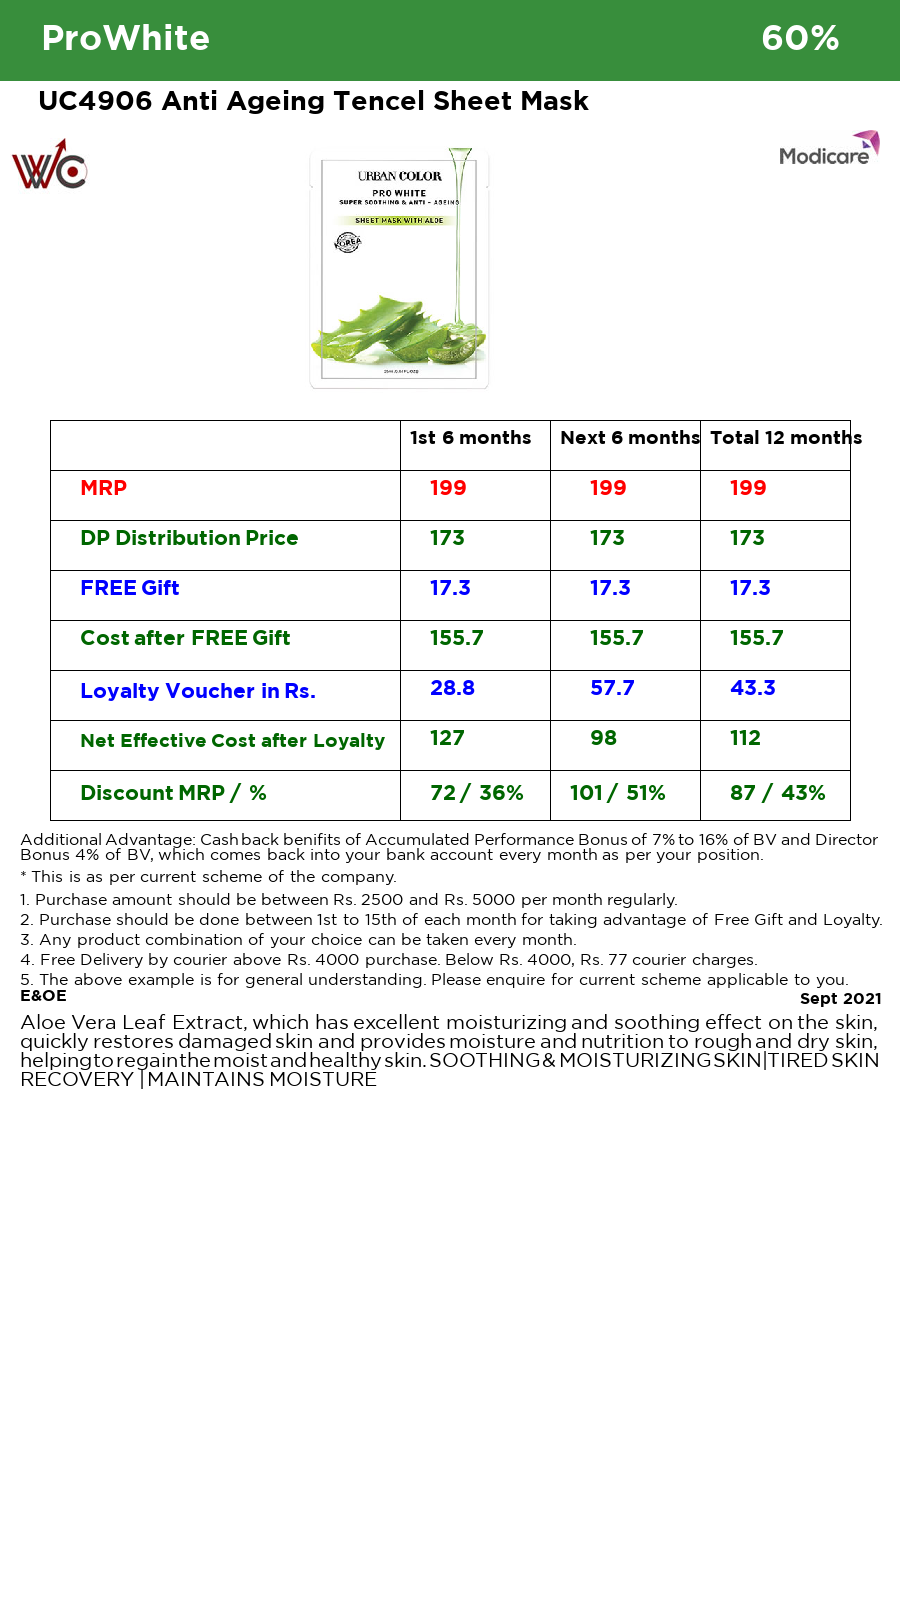 ProWhite 60%
UC4906 Anti Ageing Tencel Sheet Mask
WC
Modicare
URBAN COLOR
PRO WHITE
SUPER SOOTHING & ANTI - AGEING
SHEET MASK WITH ALOE
KOREA
1st 6 months Next 6 months Total 12 months
MRP 199 199 199
DP Distribution Price 173 173 173
FREE Gift 17.3 17.3 17.3
Cost after FREE Gift 155.7 155.7 155.7
Loyalty Voucher in Rs. 28.8 57.7 43.3
Net Effective Cost after Loyalty 127 98 112
Discount MRP / % 72 / 36% 101 / 51% 87 / 43%
Additional Advantage: Cashback benifits of Accumulated Performance Bonus of 7% to 16% of BV and Director
Bonus 4% of BV, which comes back into your bank account every month as per your position.
* This is as per current scheme of the company.
1. Purchase amount should be between Rs. 2500 and Rs. 5000 per month regularly.
2. Purchase should be done between 1st to 15th of each month for taking advantage of Free Gift and Loyalty.
3. Any product combination of your choice can be taken every month.
4. Free Delivery by courier above Rs. 4000 purchase. Below Rs. 4000, Rs. 77 courier charges.
5. The above example is for general understanding. Please enquire for current scheme applicable to you.
E&OE Sept 2021
Aloe Vera Leaf Extract, which has excellent moisturizing and soothing effect on the skin,
quickly restores damaged skin and provides moisture and nutrition to rough and dry skin,
helping to regain the moist and healthy skin. SOOTHING & MOISTURIZING SKIN|TIRED SKIN
RECOVERY | MAINTAINS MOISTURE